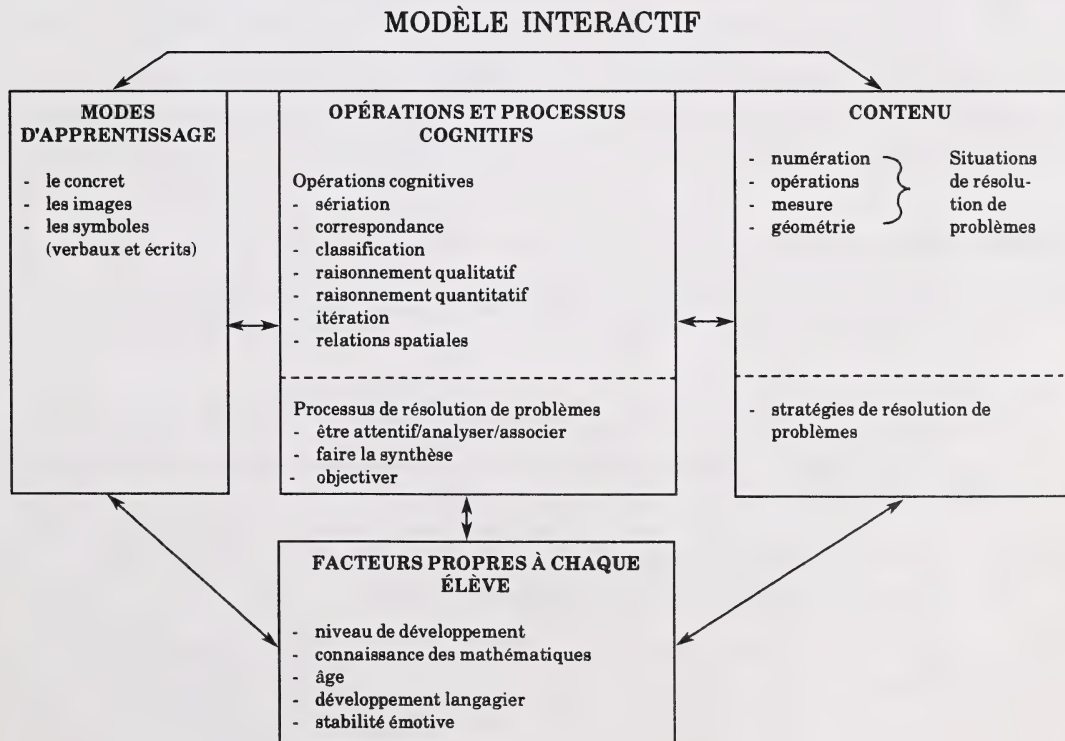 MODÈLE INTERACTIF
MODES
D'APPRENTISSAGE
- le concret
- les images
- les symboles
(verbaux et écrits)
OPÉRATIONS ET PROCESSUS
COGNITIFS
Opérations cognitives
- sériation
- correspondance
- classification
- raisonnement qualitatif
- raisonnement quantitatif
- itération
- relations spatiales
Processus de résolution de problèmes
- être attentif/analyser/associer
- faire la synthèse
- objectiver
CONTENU
- numération
- opérations
- mesure
- géométrie
Situations
de résolu-
tion de
problèmes
- stratégies de résolution de
problèmes
FACTEURS PROPRES À CHAQUE
ÉLÈVE
- niveau de développement
- connaissance des mathématiques
- âge
- développement langagier
- stabilité émotive